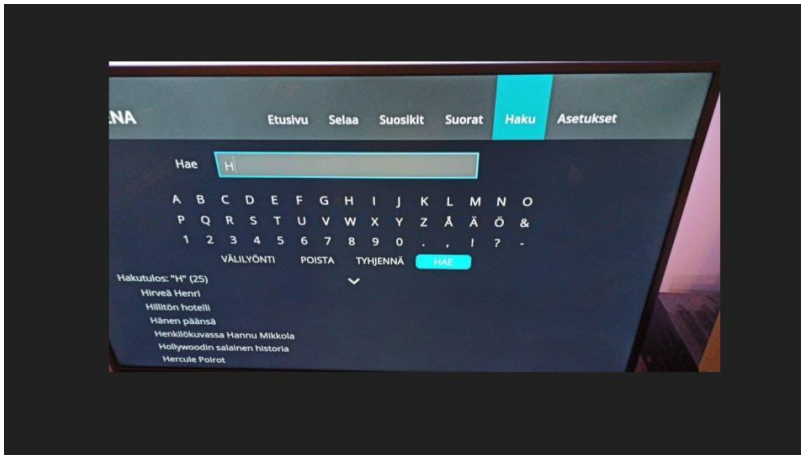 ENA Etusivu Selaa Suosikit Suorat Haku Asetukset
Hae H
A B C D E F G H I J K L M N O
P Q R S T U V W X Y Z Å Ä Ö &
1 2 3 4 5 6 7 8 9 0 . , ! ? -
VÄLILYÖNTI POISTA TYHJENNÄ HAE
Hakutulos: "H" (25)
Hirveä Henri
Hillitön hotelli
Hänen päänsä
Henkilökuvassa Hannu Mikkola
Hollywoodin salainen historia
Hercule Poirot